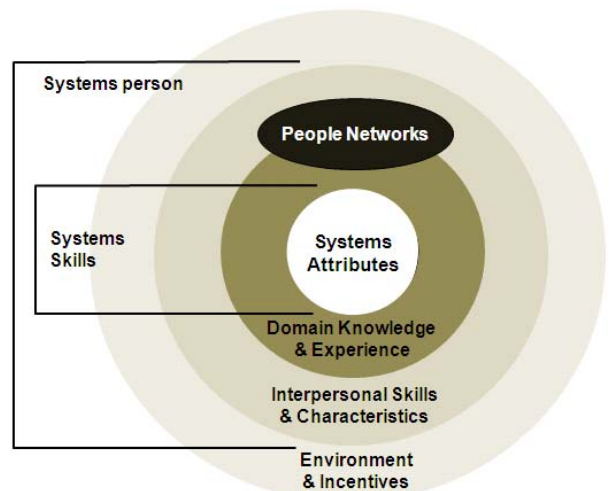 Systems person
People Networks
Systems
Skills
Systems
Attributes
Domain Knowledge
& Experience
Interpersonal Skills
& Characteristics
Environment
& Incentives